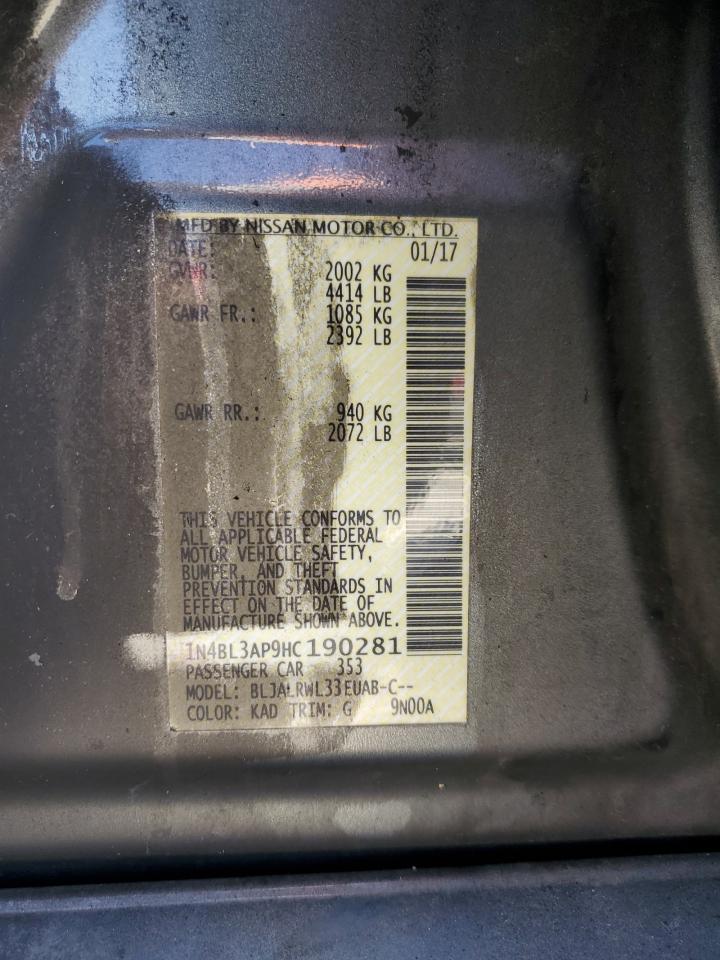 MFD BY NISSAN MOTOR CO., LTD.
DATE: 01/17
GVWR: 2002 KG
4414 LB
GAWR FR.: 1085 KG
2392 LB
GAWR RR.: 940 KG
2072 LB
THIS VEHICLE CONFORMS TO
ALL APPLICABLE FEDERAL
MOTOR VEHICLE SAFETY,
BUMPER, AND THEFT
PREVENTION STANDARDS IN
EFFECT ON THE DATE OF
MANUFACTURE SHOWN ABOVE.
1N4BL3AP9HC190281
PASSENGER CAR 353
MODEL: BLJALRWL33EUAB-C--
COLOR: KAD TRIM: G 9N00A